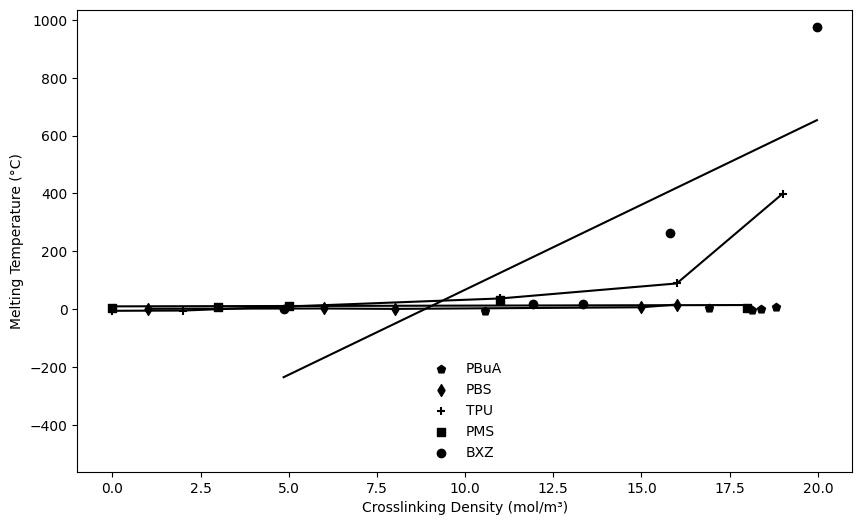 1000
800
600
400
200
0
−200
−400
Melting Temperature (°C)
PBuA
PBS
TPU
PMS
BXZ
0.0 2.5 5.0 7.5 10.0 12.5 15.0 17.5 20.0
Crosslinking Density (mol/m³)